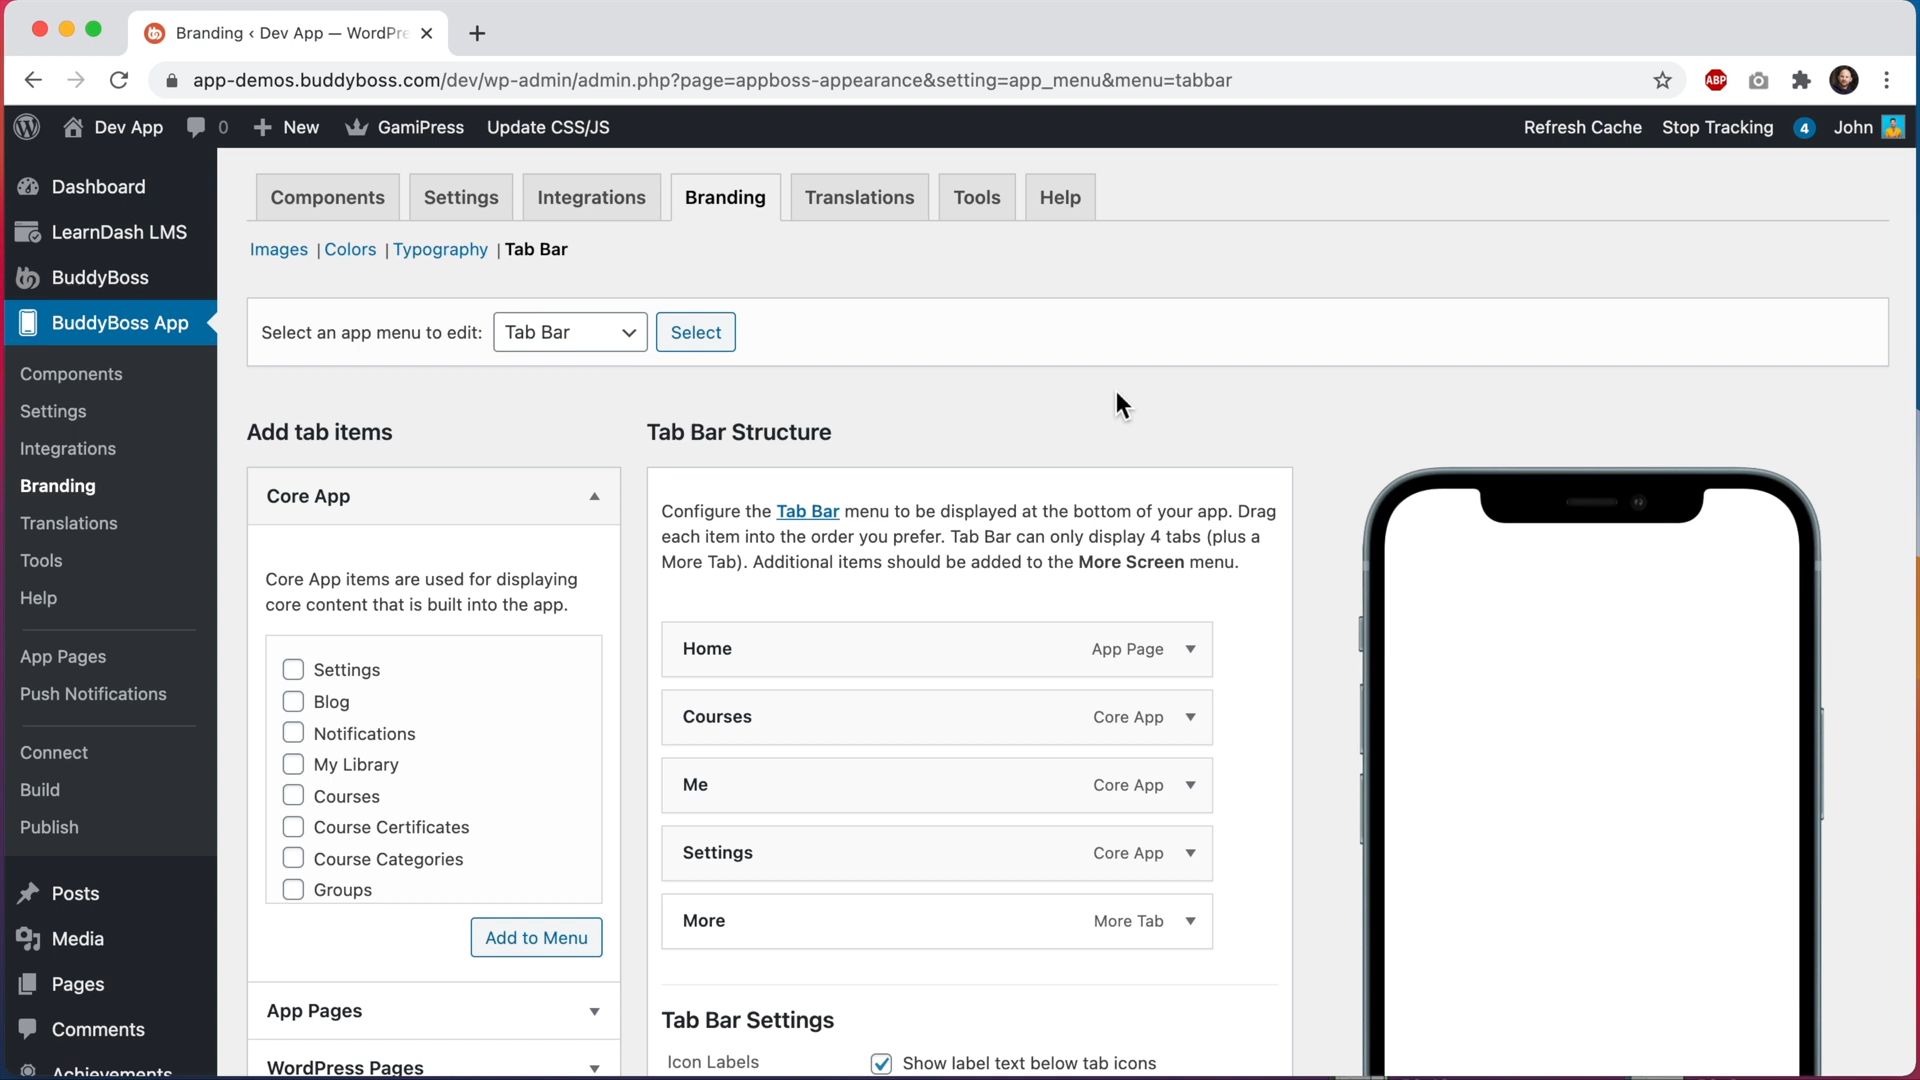 Branding ‹ Dev App — WordPre
app-demos.buddyboss.com/dev/wp-admin/admin.php?page=appboss-appearance&setting=app_menu&menu=tabbar
ABP
Dev App
0
New
GamiPress
Update CSS/JS
Refresh Cache
Stop Tracking
4
John
Dashboard
LearnDash LMS
BuddyBoss
BuddyBoss App
Components
Settings
Integrations
Branding
Translations
Tools
Help
App Pages
Push Notifications
Connect
Build
Publish
Posts
Media
Pages
Comments
Achievements
Components
Settings
Integrations
Branding
Translations
Tools
Help
Images | Colors | Typography | Tab Bar
Select an app menu to edit:
Tab Bar
Select
Add tab items
Core App
Core App items are used for displaying
core content that is built into the app.
Settings
Blog
Notifications
My Library
Courses
Course Certificates
Course Categories
Groups
Add to Menu
App Pages
WordPress Pages
Tab Bar Structure
Configure the Tab Bar menu to be displayed at the bottom of your app. Drag
each item into the order you prefer. Tab Bar can only display 4 tabs (plus a
More Tab). Additional items should be added to the More Screen menu.
Home App Page
Courses Core App
Me Core App
Settings Core App
More More Tab
Tab Bar Settings
Icon Labels
Show label text below tab icons